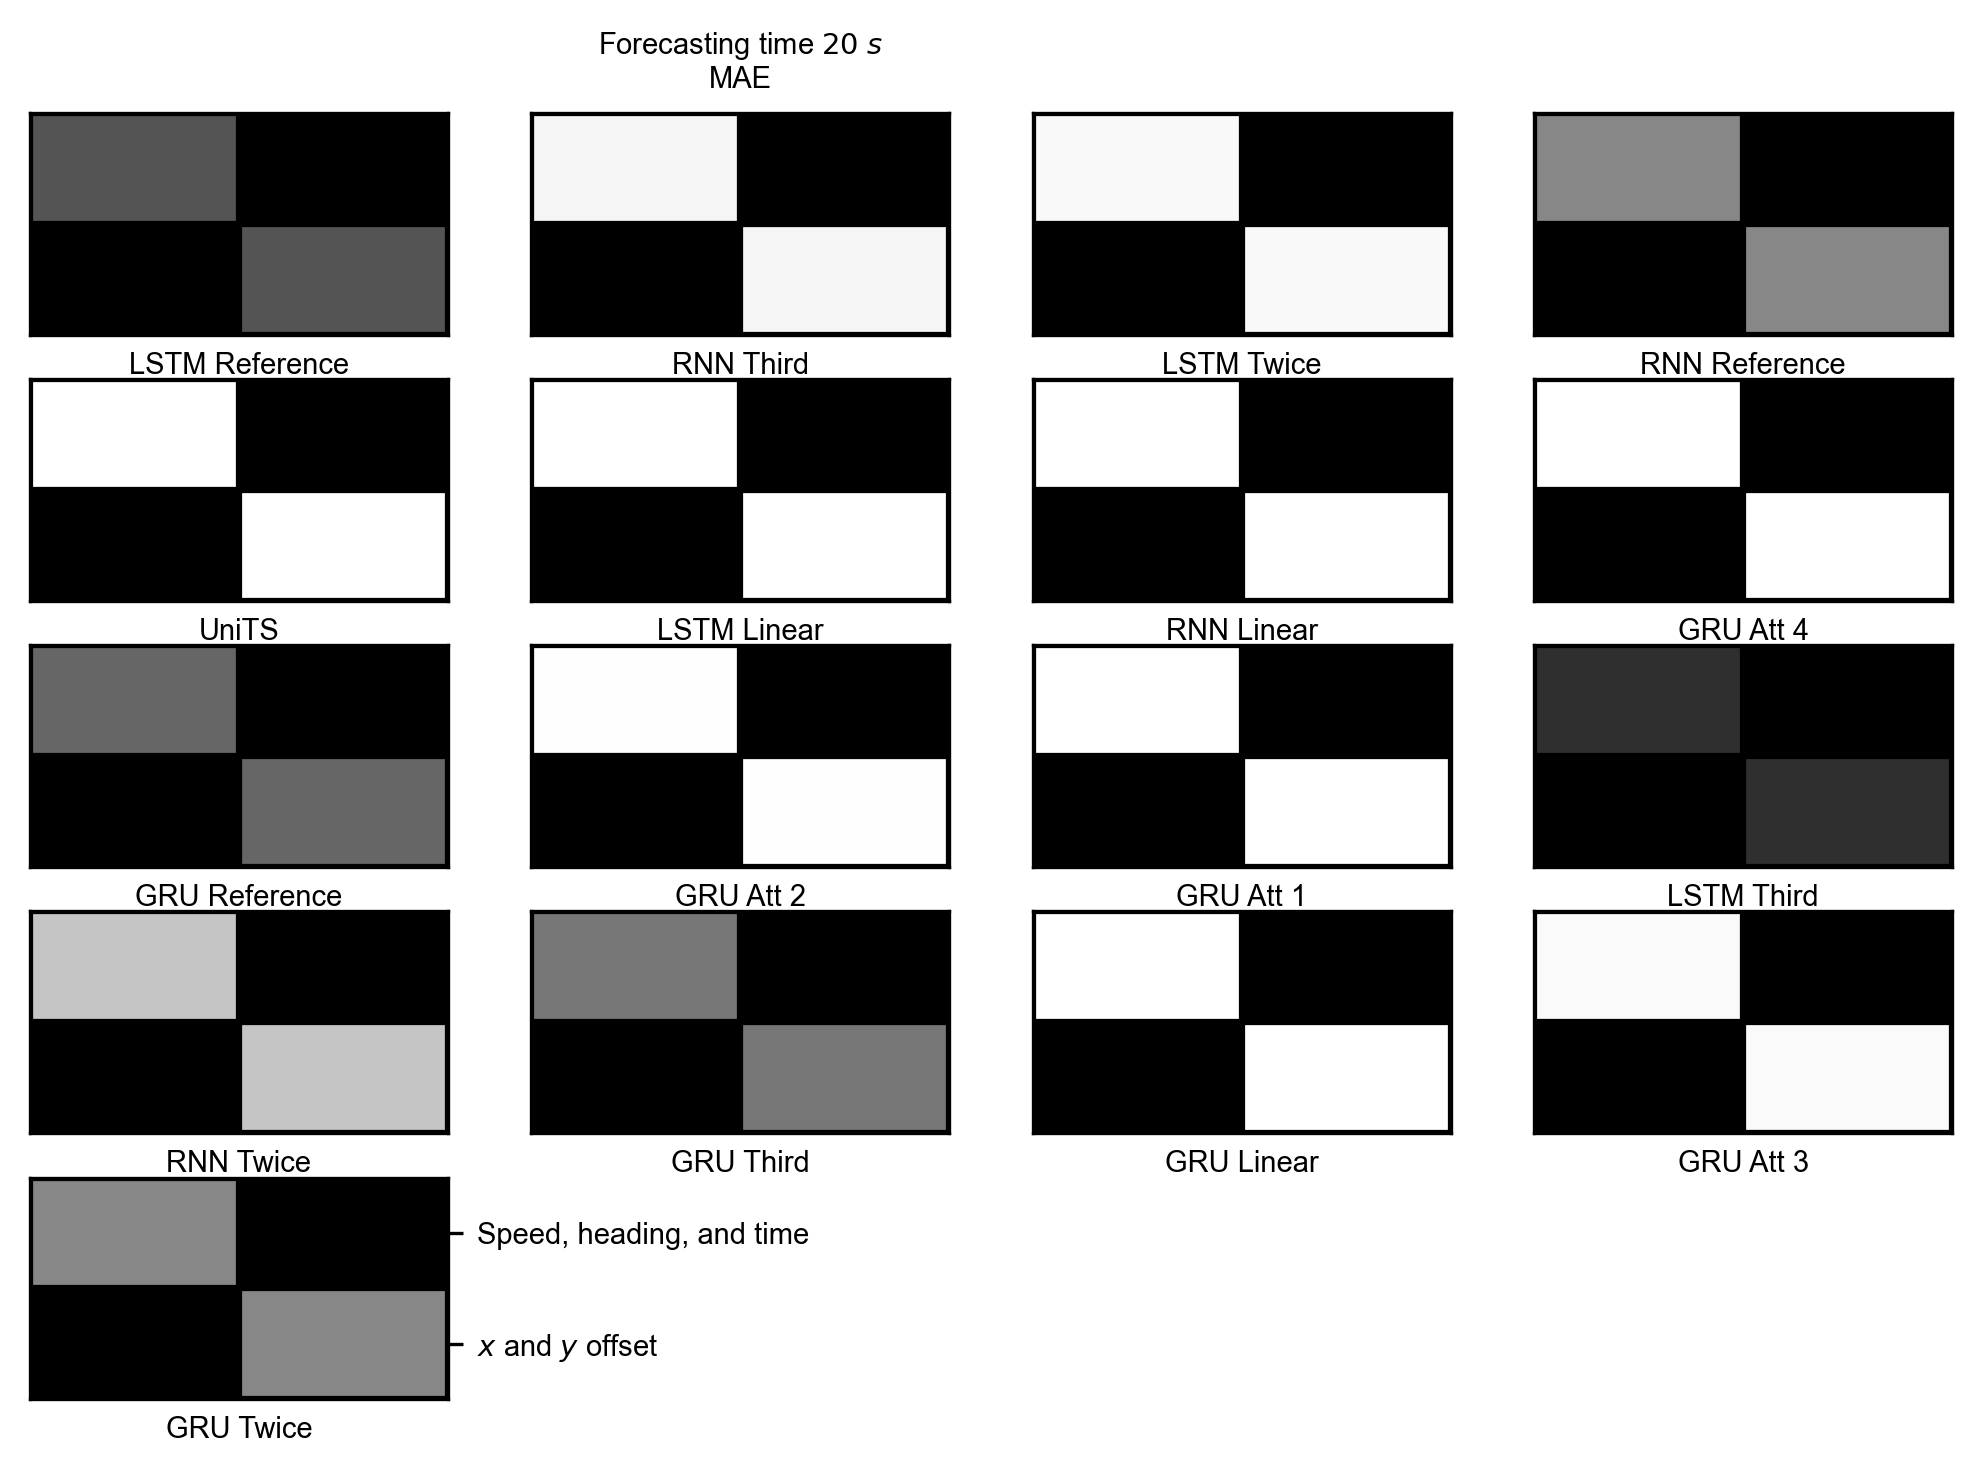 Forecasting time 20 s
MAE
LSTM Reference
RNN Third
LSTM Twice
RNN Reference
UniTS
LSTM Linear
RNN Linear
GRU Att 4
GRU Reference
GRU Att 2
GRU Att 1
LSTM Third
RNN Twice
GRU Third
GRU Linear
GRU Att 3
Speed, heading, and time
x and y offset
GRU Twice